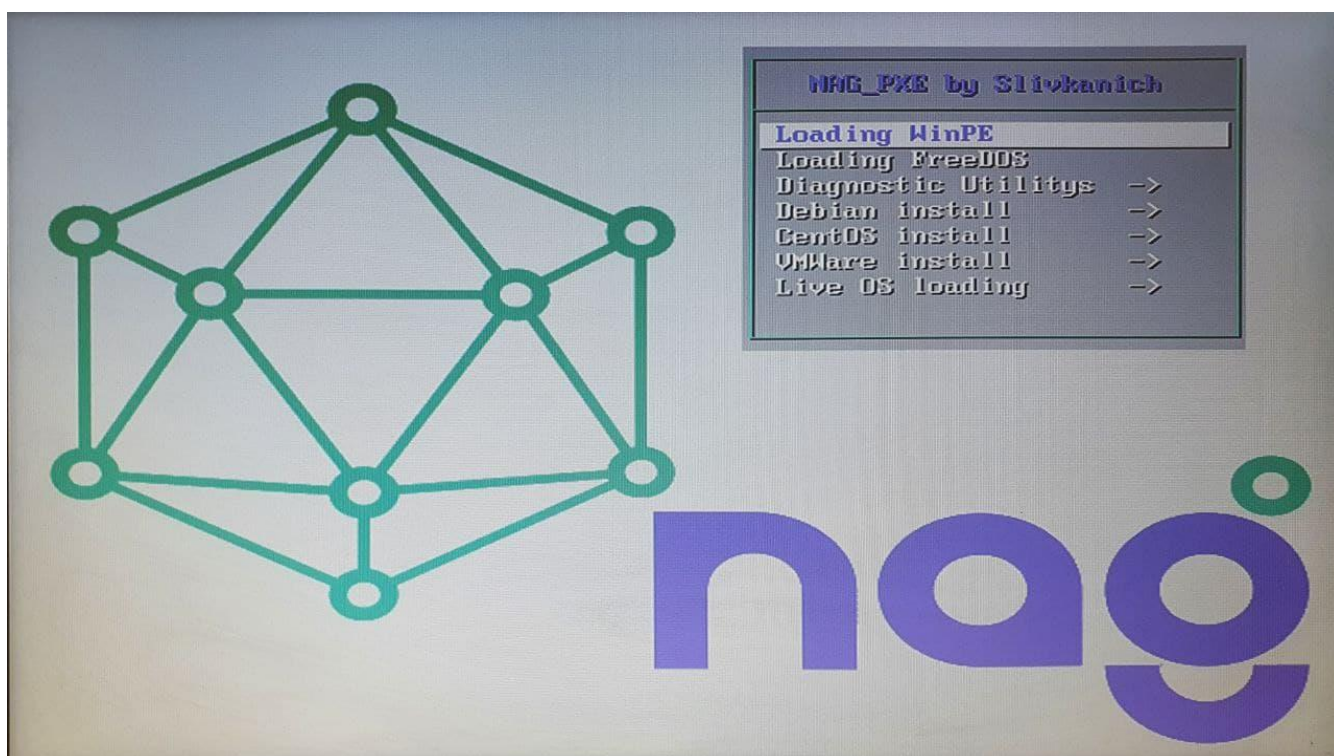 NAG_PXE by Slivkanich
Loading WinPE
Loading FreeDOS
Diagnostic Utilitys ->
Debian install ->
CentOS install ->
VMWare install ->
Live OS loading ->
nag